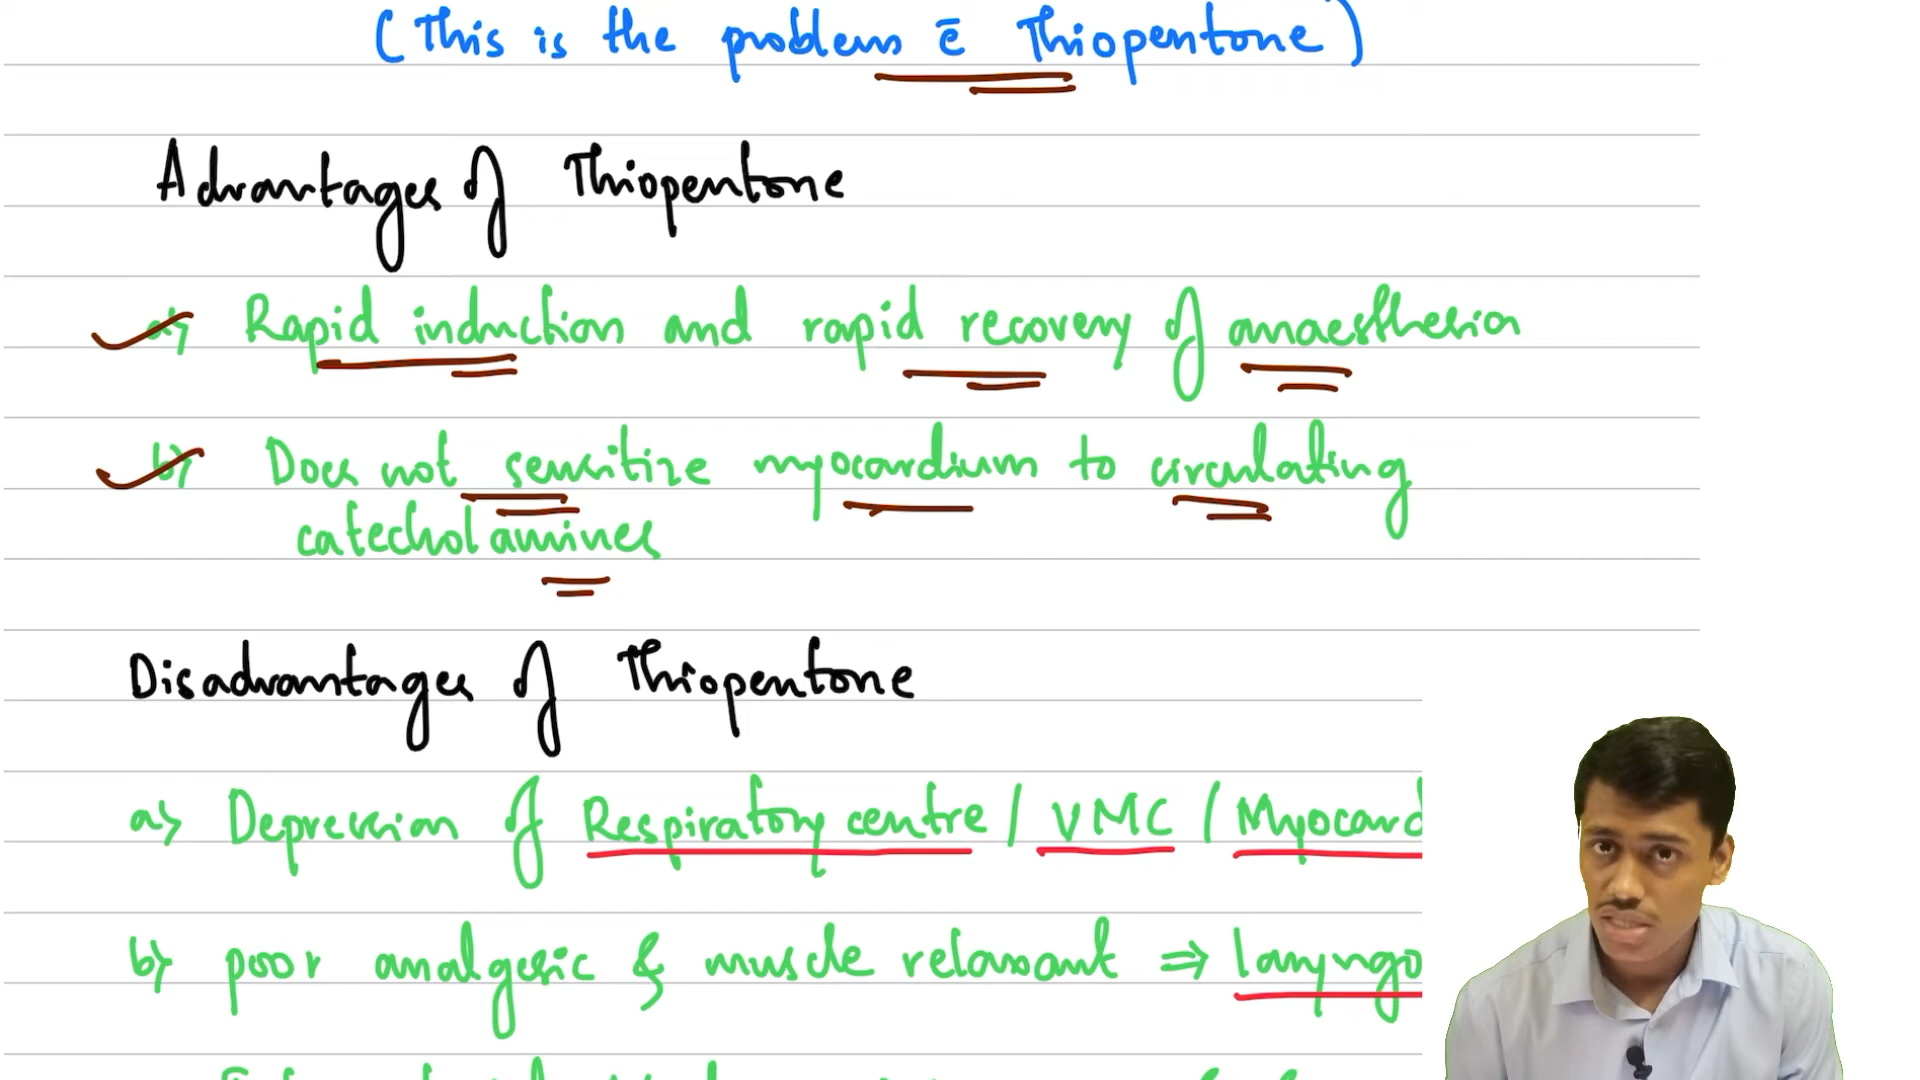 (This is the problem c̄ Thiopentone)
Advantages of Thiopentone
a) Rapid induction and rapid recovery of anaesthesia
b) Does not sensitize myocardium to circulating
catecholamines
Disadvantages of Thiopentone
a) Depression of Respiratory centre / VMC / Myocard
b) poor analgesic & muscle relaxant ⇒ laryngo